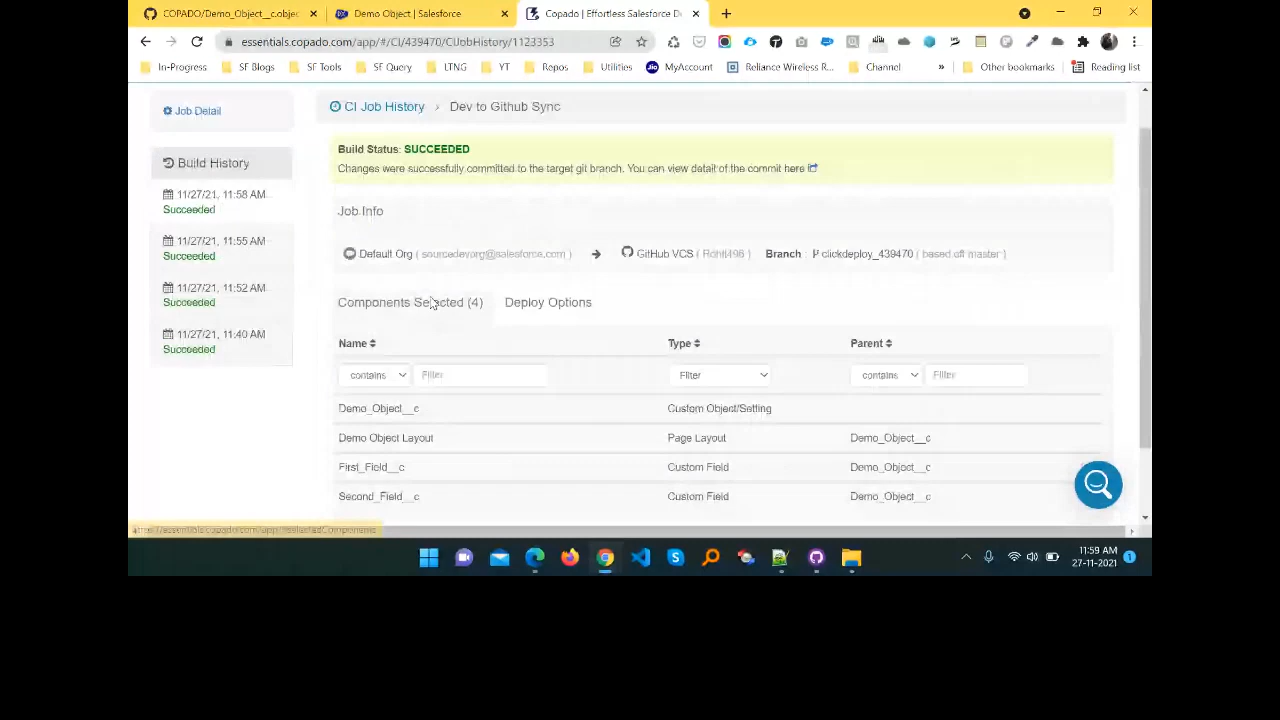 COPADO/Demo_Object__c.objec
Demo Object | Salesforce
Copado | Effortless Salesforce De
essentials.copado.com/app/#/CI/439470/CIJobHistory/1123353
In-Progress
SF Blogs
SF Tools
SF Query
LTNG
YT
Repos
Utilities
Jio
MyAccount
Reliance Wireless R...
Channel
»
Other bookmarks
Reading list
Job Detail
CI Job History > Dev to Github Sync
Build History
11/27/21, 11:58 AM
Succeeded
11/27/21, 11:55 AM
Succeeded
11/27/21, 11:52 AM
Succeeded
11/27/21, 11:40 AM
Succeeded
Build Status: SUCCEEDED
Changes were successfully committed to the target git branch. You can view detail of the commit here
Job Info
Default Org ( sourcedevorg@salesforce.com )
GitHub VCS ( Rohit496 )
Branch
clickdeploy_439470 ( based off master )
Components Selected (4)
Deploy Options
Name
Type
Parent
contains
Filter
Filter
contains
Filter
Demo_Object__c
Custom Object/Setting
Demo Object Layout
Page Layout
Demo_Object__c
First_Field__c
Custom Field
Demo_Object__c
Second_Field__c
Custom Field
Demo_Object__c
11:59 AM
27-11-2021
1